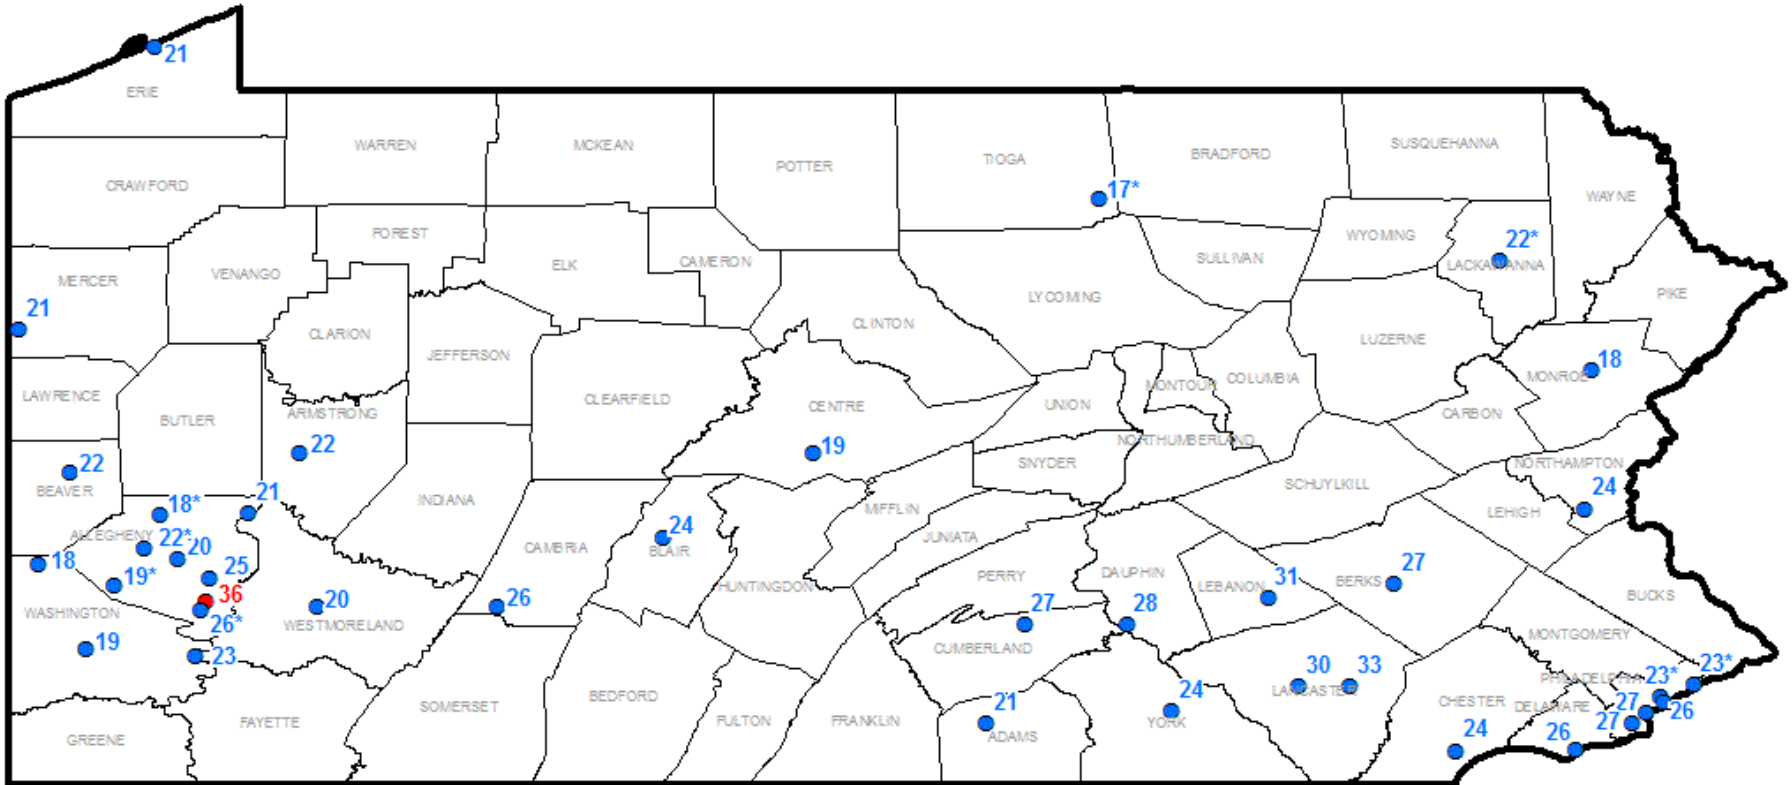 21
ERIE
WARREN
MCKEAN
POTTER
TIOGA
BRADFORD
SUSQUEHANNA
CRAWFORD
17*
WAYNE
FOREST
VENANGO
ELK
CAMERON
SULLIVAN
WYOMING
22*
LACKAWANNA
MERCER
21
LYCOMING
PIKE
CLARION
CLINTON
JEFFERSON
LUZERNE
18
MONROE
LAWRENCE
BUTLER
ARMSTRONG
CLEARFIELD
CENTRE
UNION
MONTOUR
COLUMBIA
CARBON
22
19
NORTHUMBERLAND
22
BEAVER
SNYDER
NORTHAMPTON
24
18*
21
INDIANA
MIFFLIN
SCHUYLKILL
LEHIGH
ALLEGHENY
22*
20
24
BLAIR
CAMBRIA
JUNIATA
18
19*
25
36
26*
HUNTINGDON
PERRY
DAUPHIN
LEBANON
31
BERKS
27
BUCKS
WASHINGTON
20
WESTMORELAND
26
27
28
MONTGOMERY
19
23
CUMBERLAND
30
33
LANCASTER
PHILADELPHIA
23*
23*
SOMERSET
BEDFORD
24
YORK
CHESTER
24
DELAWARE
27
26
27
26
GREENE
FAYETTE
FULTON
FRANKLIN
21
ADAMS